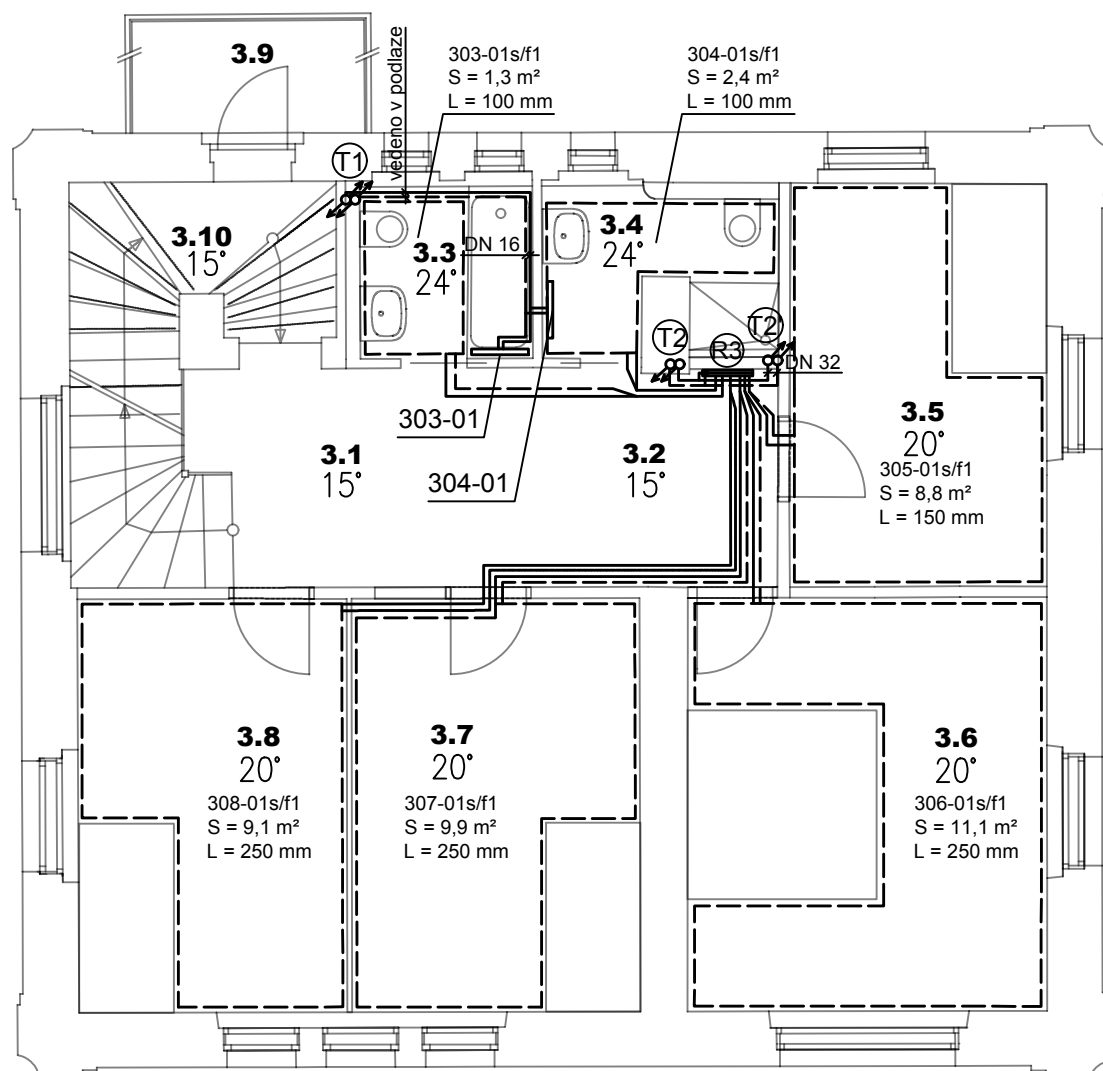 3.9
vedeno v podlaze
303-01s/f1
S = 1,3 m²
L = 100 mm
304-01s/f1
S = 2,4 m²
L = 100 mm
T1
3.10
15°
3.3
24°
DN 16
3.4
24°
T2
R3
T2'
DN 32
303-01
304-01
3.1
15°
3.2
15°
3.5
20°
305-01s/f1
S = 8,8 m²
L = 150 mm
3.8
20°
308-01s/f1
S = 9,1 m²
L = 250 mm
3.7
20°
307-01s/f1
S = 9,9 m²
L = 250 mm
3.6
20°
306-01s/f1
S = 11,1 m²
L = 250 mm